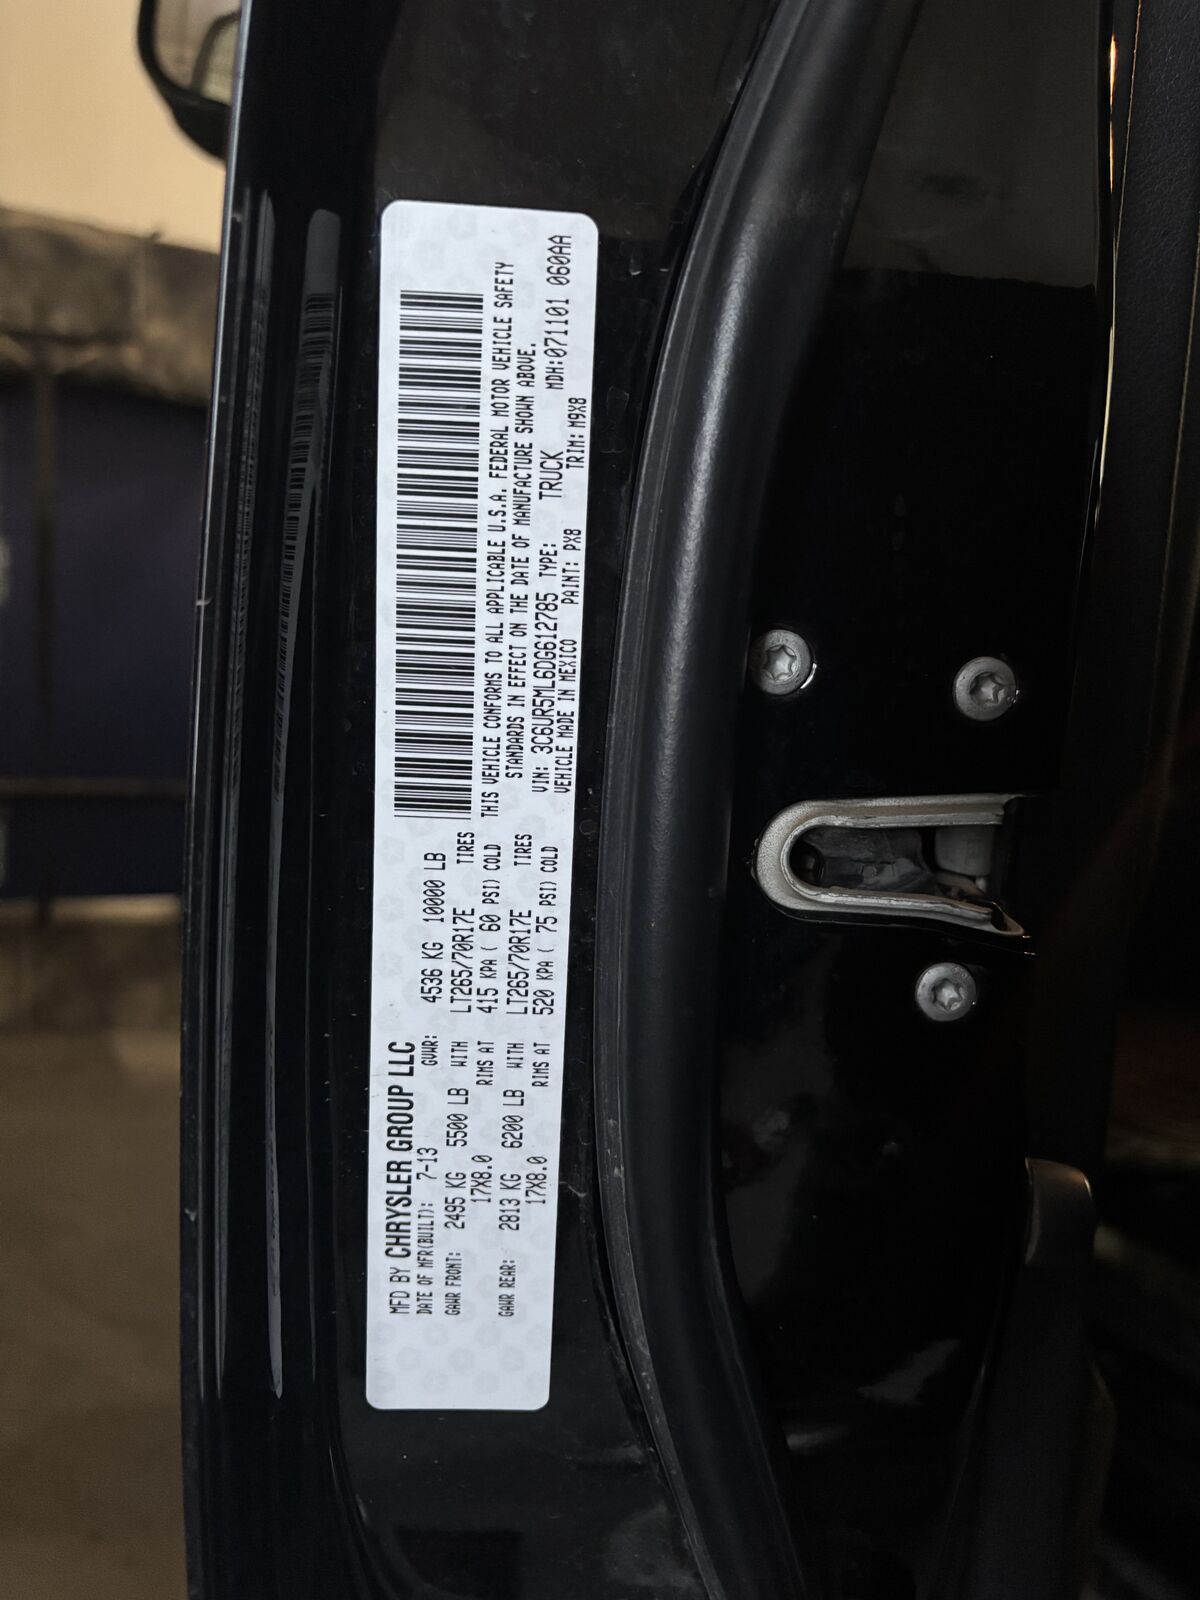 MFD BY CHRYSLER GROUP LLC
DATE OF MFR(BUILT): 7-13 GVWR: 4536 KG 10000 LB
GAWR FRONT: 2495 KG 5500 LB WITH LT265/70R17E TIRES
17X8.0 RIMS AT 415 KPA ( 60 PSI) COLD
GAWR REAR: 2813 KG 6200 LB WITH LT265/70R17E TIRES
17X8.0 RIMS AT 520 KPA ( 75 PSI) COLD
THIS VEHICLE CONFORMS TO ALL APPLICABLE U.S.A. FEDERAL MOTOR VEHICLE SAFETY
STANDARDS IN EFFECT ON THE DATE OF MANUFACTURE SHOWN ABOVE.
VIN: 3C6UR5ML6DG612785 TYPE: TRUCK MDH:071101 060AA
VEHICLE MADE IN MEXICO PAINT: PX8 TRIM: M9X8